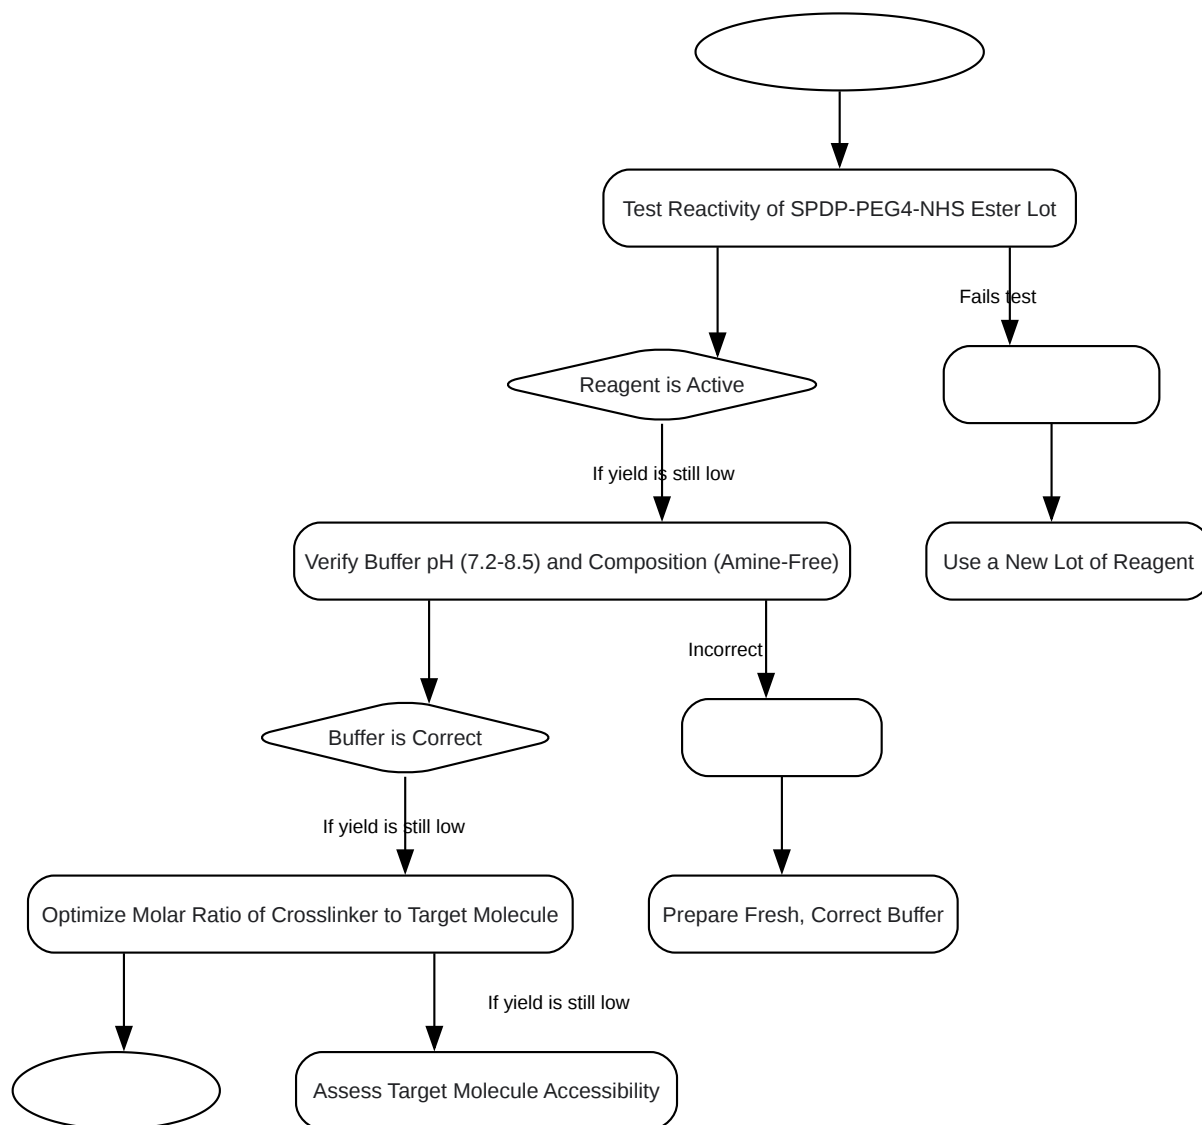 Test Reactivity of SPDP-PEG4-NHS Ester Lot
Fails test
Reagent is Active
If yield is still low
Use a New Lot of Reagent
Verify Buffer pH (7.2-8.5) and Composition (Amine-Free)
Incorrect
Buffer is Correct
If yield is still low
Optimize Molar Ratio of Crosslinker to Target Molecule
Prepare Fresh, Correct Buffer
If yield is still low
Assess Target Molecule Accessibility